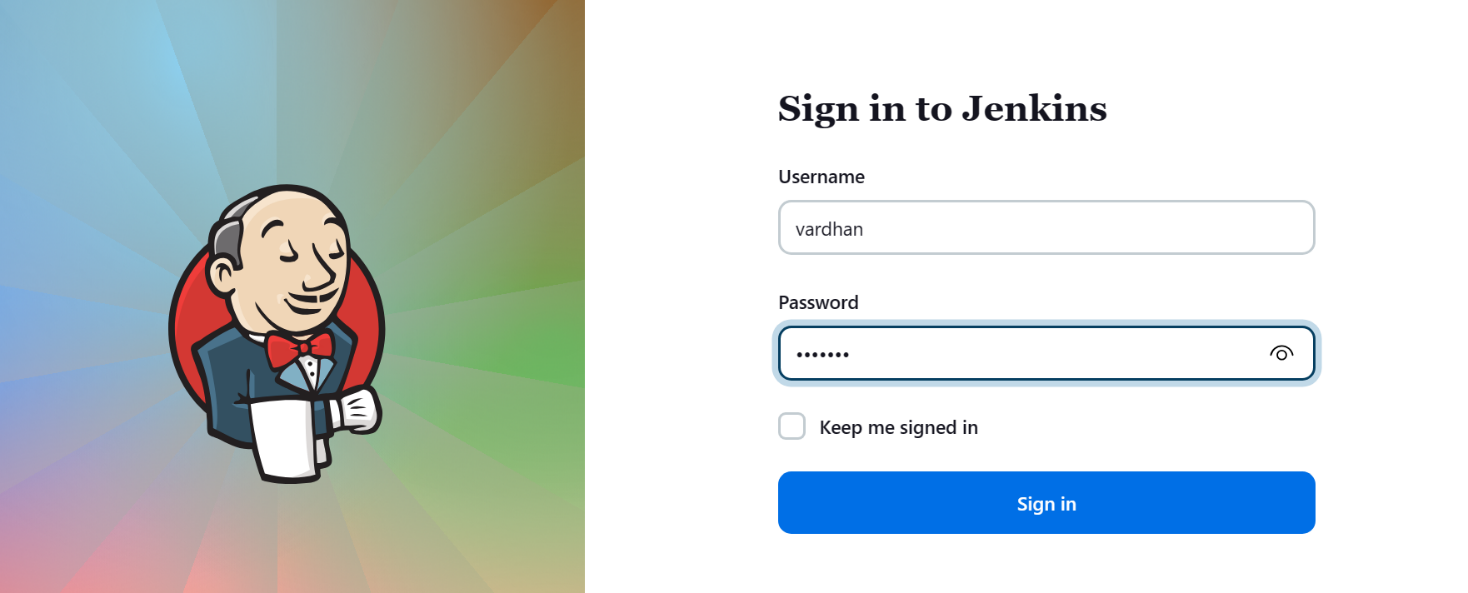 Sign in to Jenkins
Username
vardhan
Password
•••••••
Keep me signed in
Sign in